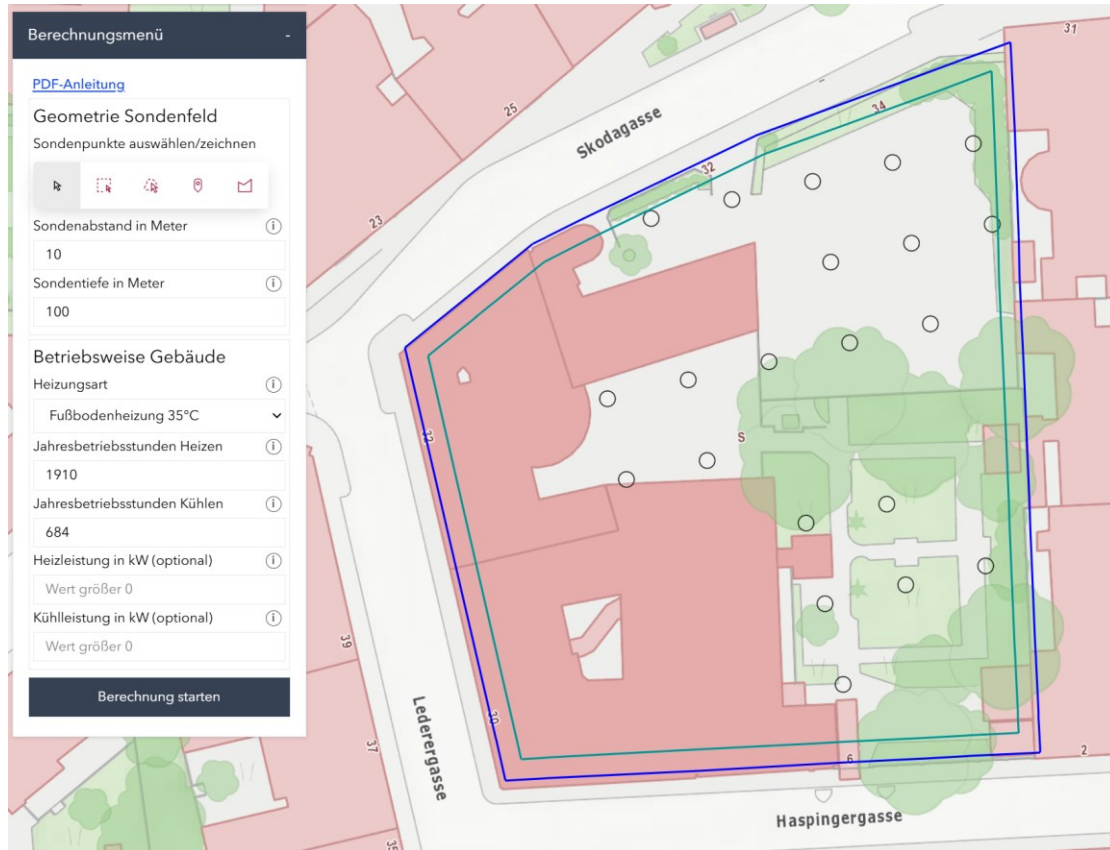 Berechnungsmenü -
PDF-Anleitung
Geometrie Sondenfeld
Sondenpunkte auswählen/zeichnen
Sondenabstand in Meter
10
Sondentiefe in Meter
100
Betriebsweise Gebäude
Heizungsart
Fußbodenheizung 35°C
Jahresbetriebsstunden Heizen
1910
Jahresbetriebsstunden Kühlen
684
Heizleistung in kW (optional)
Wert größer 0
Kühlleistung in kW (optional)
Wert größer 0
Berechnung starten
31
25
Skodagasse
34
32
23
32
S
39
30
37
Lederergasse
6
2
Haspingergasse
35